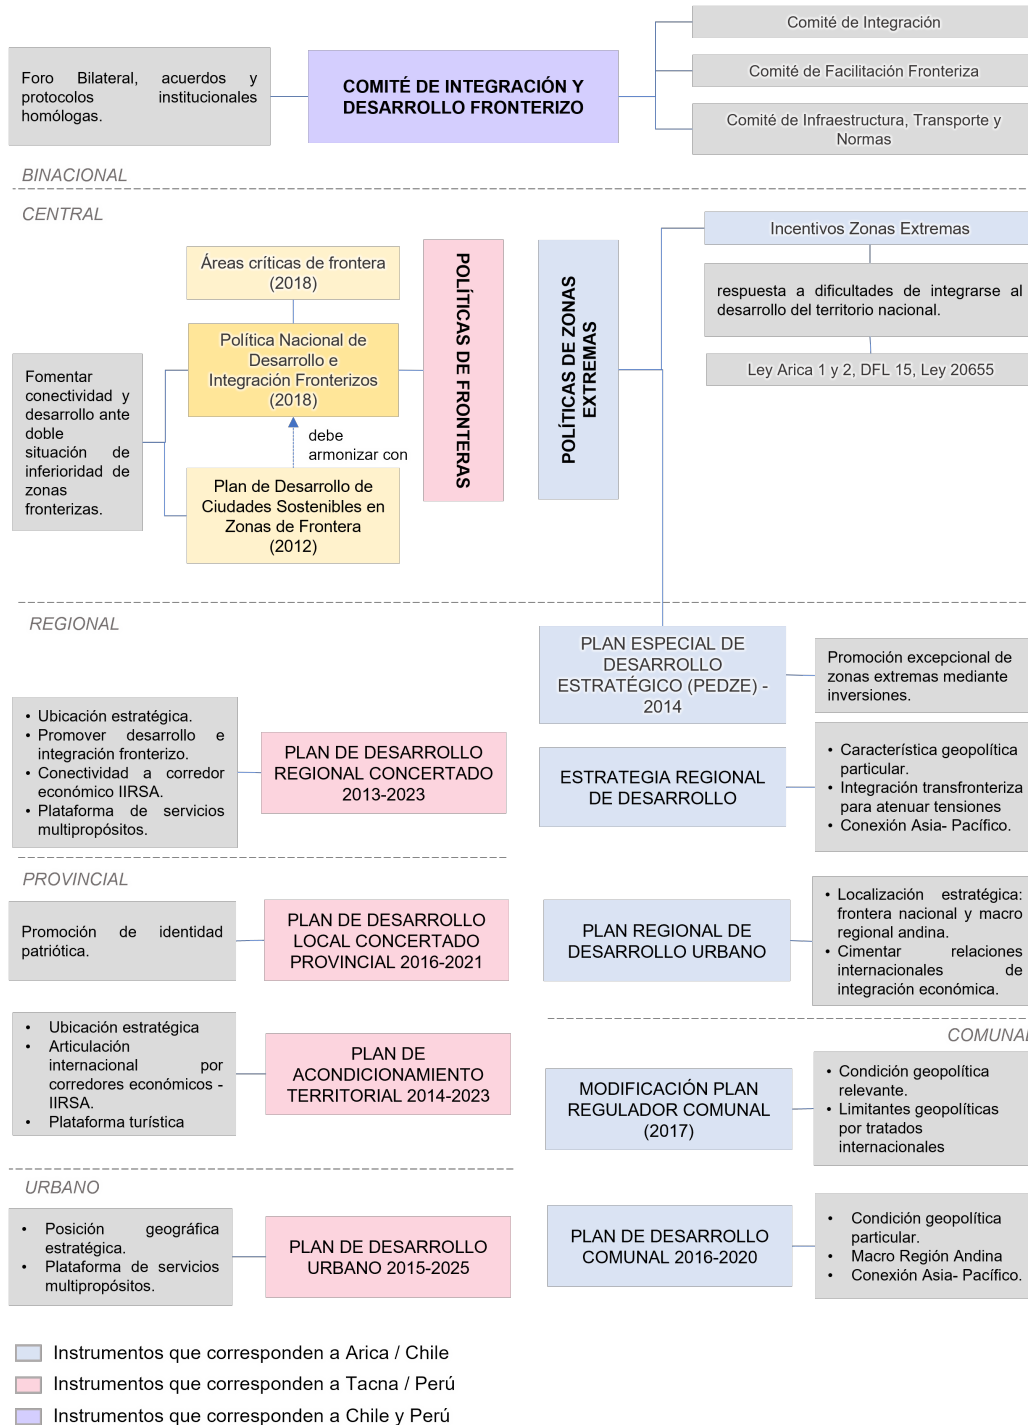 Foro Bilateral, acuerdos y
protocolos institucionales
homólogas.
COMITÉ DE INTEGRACIÓN Y
DESARROLLO FRONTERIZO
Comité de Integración
Comité de Facilitación Fronteriza
Comité de Infraestructura, Transporte y
Normas
BINACIONAL
CENTRAL
Áreas críticas de frontera
(2018)
Política Nacional de
Desarrollo e
Integración Fronterizos
(2018)
Fomentar
conectividad y
desarrollo ante
doble
situación de
inferioridad de
zonas
fronterizas.
debe
armonizar con
Plan de Desarrollo de
Ciudades Sostenibles en
Zonas de Frontera
(2012)
POLÍTICAS DE FRONTERAS
POLÍTICAS DE ZONAS
EXTREMAS
Incentivos Zonas Extremas
respuesta a dificultades de integrarse al
desarrollo del territorio nacional.
Ley Arica 1 y 2, DFL 15, Ley 20655
REGIONAL
• Ubicación estratégica.
• Promover desarrollo e
integración fronterizo.
• Conectividad a corredor
económico IIRSA.
• Plataforma de servicios
multipropósitos.
PLAN DE DESARROLLO
REGIONAL CONCERTADO
2013-2023
PLAN ESPECIAL DE
DESARROLLO
ESTRATÉGICO (PEDZE) -
2014
Promoción excepcional de
zonas extremas mediante
inversiones.
ESTRATEGIA REGIONAL
DE DESARROLLO
• Característica geopolítica
particular.
• Integración transfronteriza
para atenuar tensiones
• Conexión Asia- Pacífico.
PROVINCIAL
Promoción de identidad
patriótica.
PLAN DE DESARROLLO
LOCAL CONCERTADO
PROVINCIAL 2016-2021
PLAN REGIONAL DE
DESARROLLO URBANO
• Localización estratégica:
frontera nacional y macro
regional andina.
• Cimentar relaciones
internacionales de
integración económica.
• Ubicación estratégica
• Articulación
internacional por
corredores económicos -
IIRSA.
• Plataforma turística
PLAN DE
ACONDICIONAMIENTO
TERRITORIAL 2014-2023
COMUNAL
MODIFICACIÓN PLAN
REGULADOR COMUNAL
(2017)
• Condición geopolítica
relevante.
• Limitantes geopolíticas
por tratados
internacionales
URBANO
• Posición geográfica
estratégica.
• Plataforma de servicios
multipropósitos.
PLAN DE DESARROLLO
URBANO 2015-2025
PLAN DE DESARROLLO
COMUNAL 2016-2020
• Condición geopolítica
particular.
• Macro Región Andina
• Conexión Asia- Pacífico.
Instrumentos que corresponden a Arica / Chile
Instrumentos que corresponden a Tacna / Perú
Instrumentos que corresponden a Chile y Perú